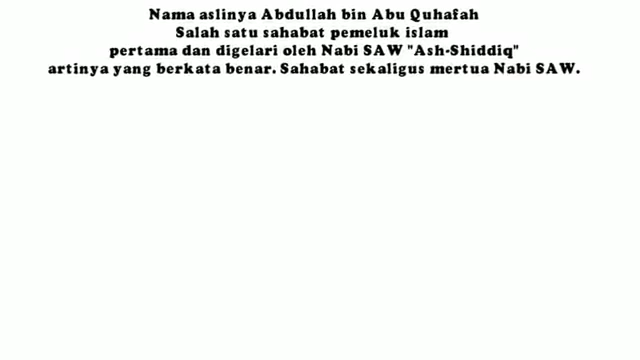 Nama aslinya Abdullah bin Abu Quhafah
Salah satu sahabat pemeluk islam
pertama dan digelari oleh Nabi SAW "Ash-Shiddiq"
artinya yang berkata benar. Sahabat sekaligus mertua Nabi SAW.